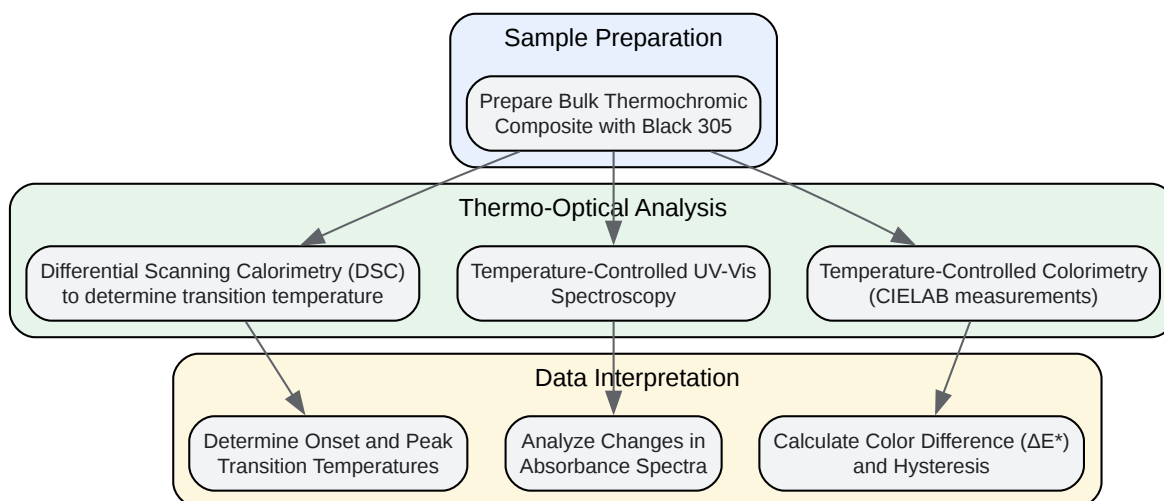 Sample Preparation
Prepare Bulk Thermochromic
Composite with Black 305
Thermo-Optical Analysis
Differential Scanning Calorimetry (DSC)
to determine transition temperature
Temperature-Controlled UV-Vis
Spectroscopy
Temperature-Controlled Colorimetry
(CIELAB measurements)
Data Interpretation
Determine Onset and Peak
Transition Temperatures
Analyze Changes in
Absorbance Spectra
Calculate Color Difference (ΔE*)
and Hysteresis